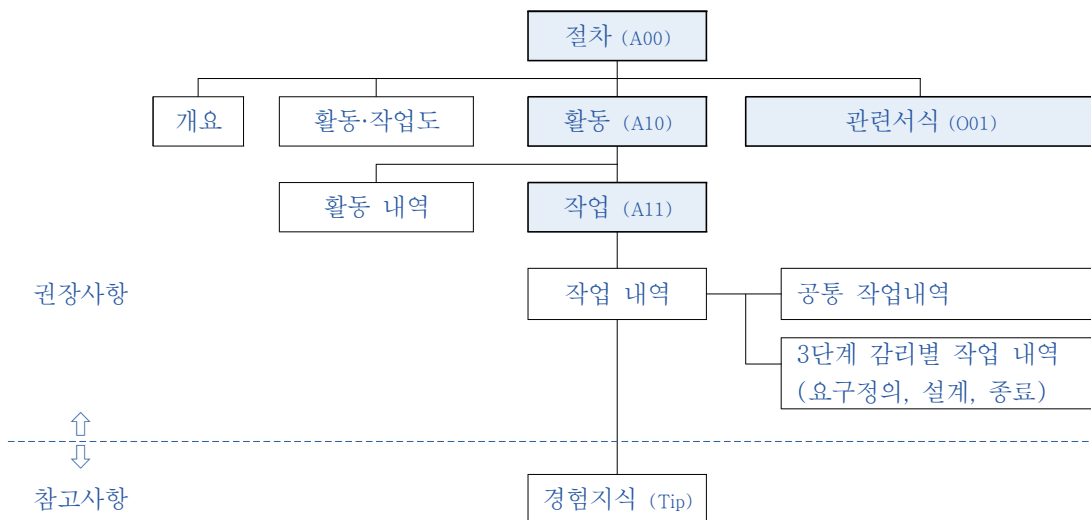 절차 (A00)
개요
활동·작업도
활동 (A10)
관련서식 (O01)
활동 내역
작업 (A11)
권장사항
작업 내역
공통 작업내역
3단계 감리별 작업 내역
(요구정의, 설계, 종료)
참고사항
경험지식 (Tip)